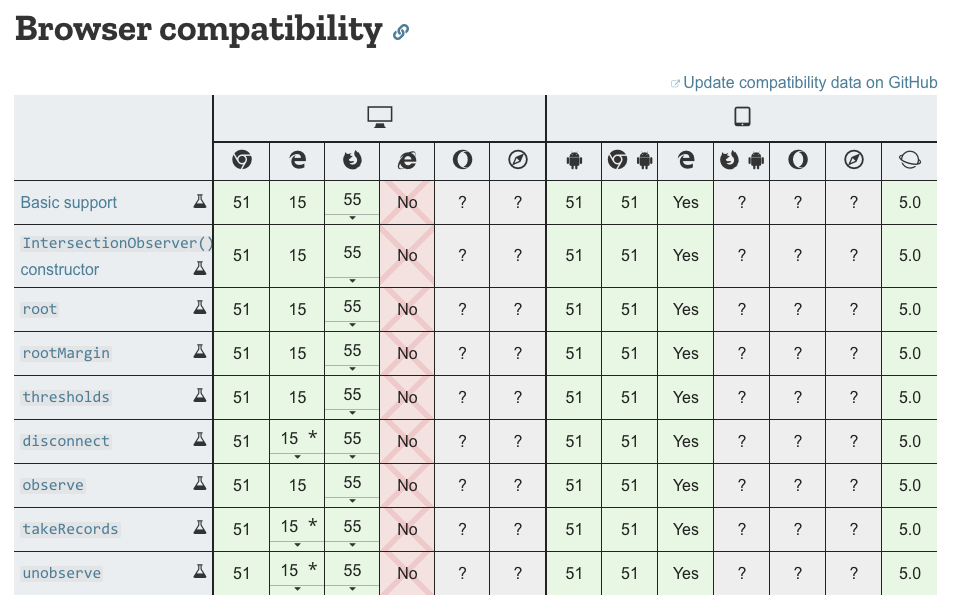 Browser compatibility
Update compatibility data on GitHub
Basic support 51 15 55 No ? ? 51 51 Yes ? ? ? 5.0
IntersectionObserver()
constructor 51 15 55 No ? ? 51 51 Yes ? ? ? 5.0
root 51 15 55 No ? ? 51 51 Yes ? ? ? 5.0
rootMargin 51 15 55 No ? ? 51 51 Yes ? ? ? 5.0
thresholds 51 15 55 No ? ? 51 51 Yes ? ? ? 5.0
disconnect 51 15 * 55 No ? ? 51 51 Yes ? ? ? 5.0
observe 51 15 55 No ? ? 51 51 Yes ? ? ? 5.0
takeRecords 51 15 * 55 No ? ? 51 51 Yes ? ? ? 5.0
unobserve 51 15 * 55 No ? ? 51 51 Yes ? ? ? 5.0